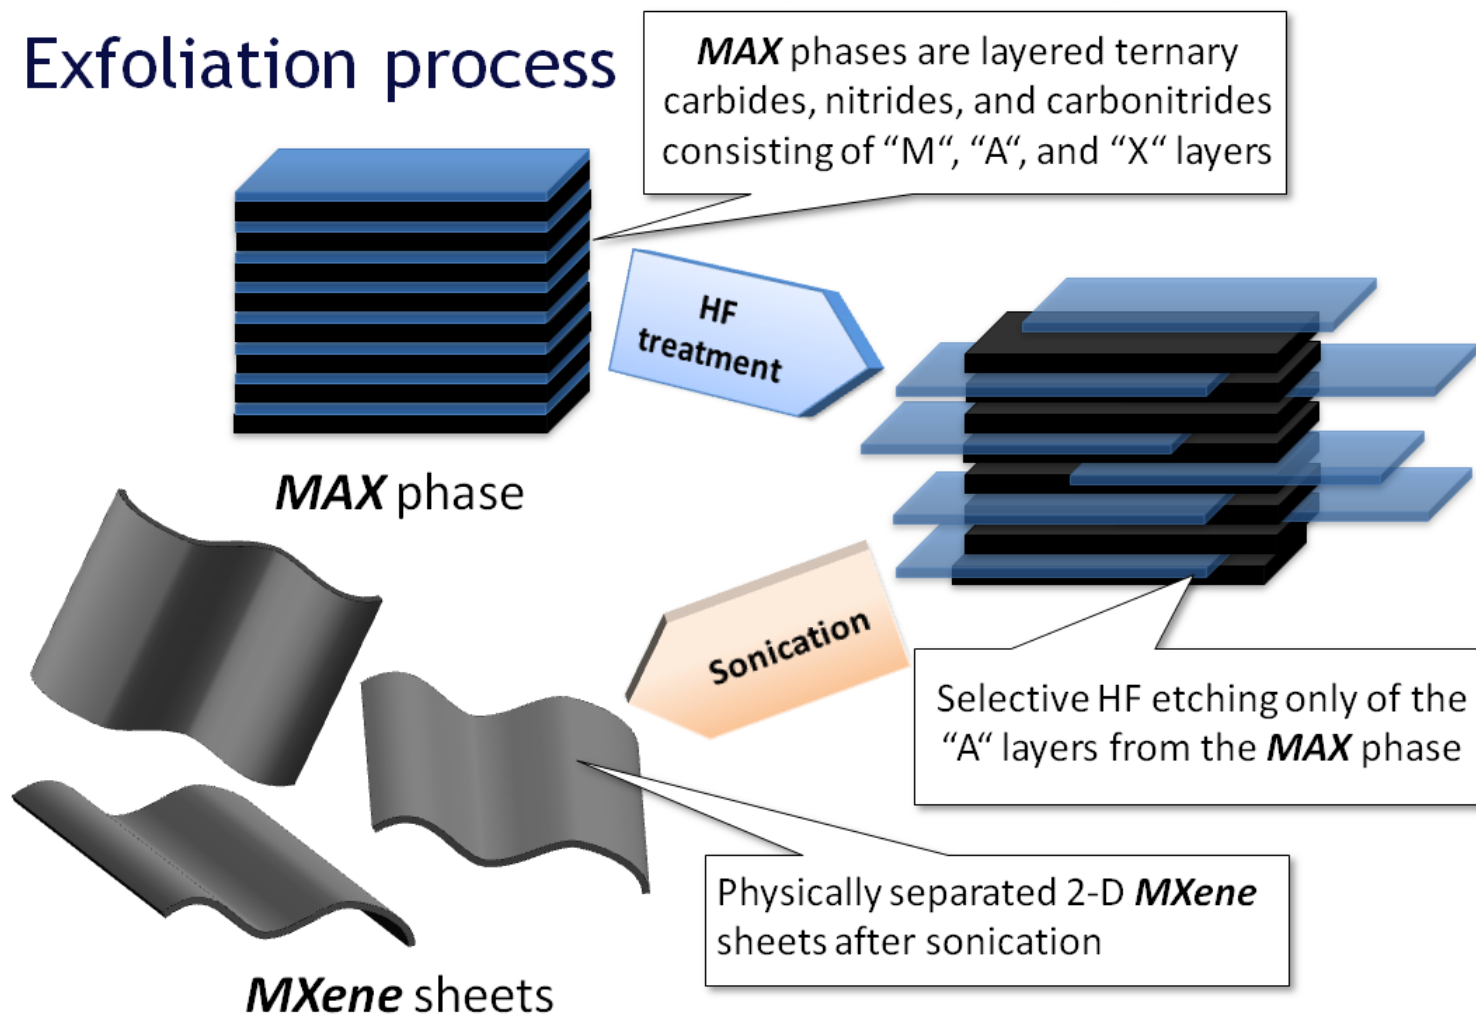 Exfoliation process
MAX phases are layered ternary
carbides, nitrides, and carbonitrides
consisting of “M“, “A“, and “X“ layers
HF
treatment
MAX phase
Sonication
Selective HF etching only of the
“A“ layers from the MAX phase
Physically separated 2-D MXene
sheets after sonication
MXene sheets